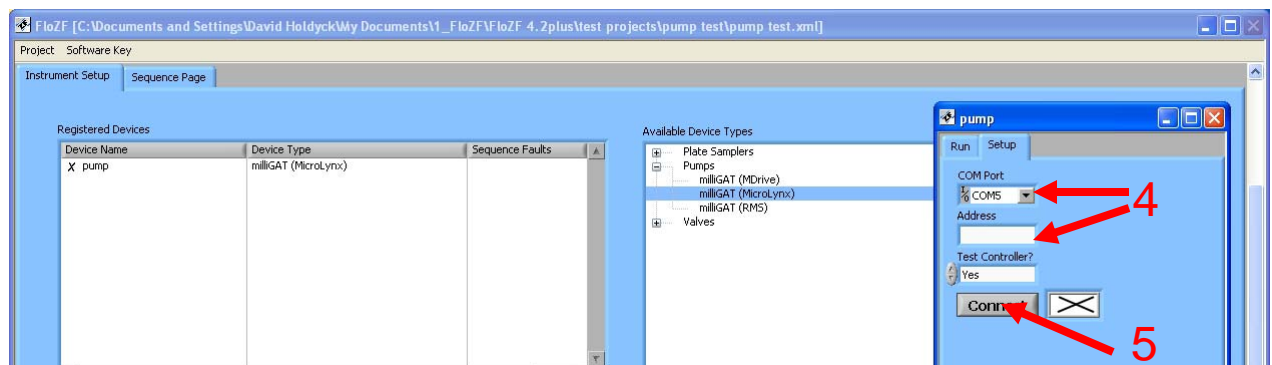 FloZF [C:\Documents and Settings\David Holdyck\My Documents\1_FloZF\FloZF 4.2plus\test projects\pump test\pump test.xml]
Project Software Key
Instrument Setup Sequence Page
Registered Devices
Device Name Device Type Sequence Faults
X pump milliGAT (MicroLynx)
Available Device Types
Plate Samplers
Pumps
milliGAT (MDrive)
milliGAT (MicroLynx)
milliGAT (RMS)
Valves
pump
Run Setup
COM Port
COM5
4
Address
Test Controller?
Yes
Connect
5